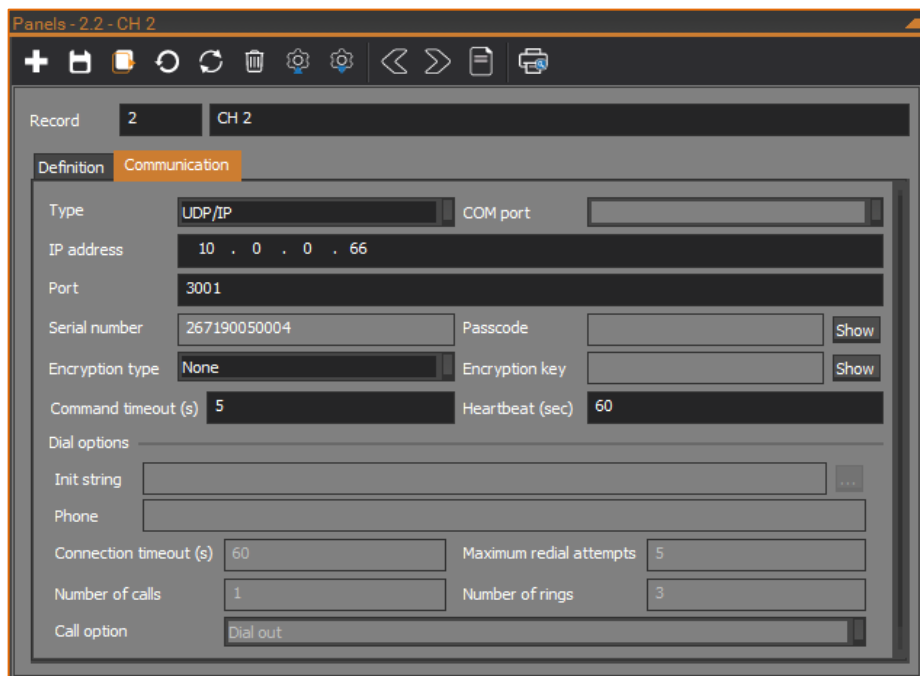 Panels - 2.2 - CH 2
Record 2 CH 2
Definition Communication
Type UDP/IP COM port
IP address 10 . 0 . 0 . 66
Port 3001
Serial number 267190050004 Passcode Show
Encryption type None Encryption key Show
Command timeout (s) 5 Heartbeat (sec) 60
Dial options
Init string ...
Phone
Connection timeout (s) 60 Maximum redial attempts 5
Number of calls 1 Number of rings 3
Call option Dial out